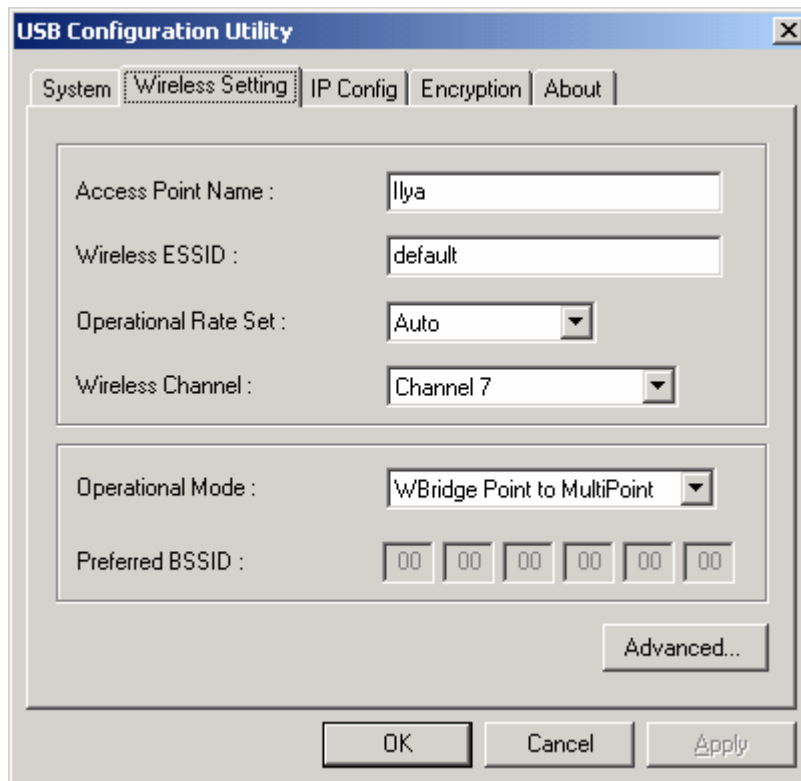 USB Configuration Utility
System Wireless Setting IP Config Encryption About
Access Point Name : Ilya
Wireless ESSID : default
Operational Rate Set : Auto
Wireless Channel : Channel 7
Operational Mode : WBridge Point to MultiPoint
Preferred BSSID : 00 00 00 00 00 00
Advanced...
OK Cancel Apply